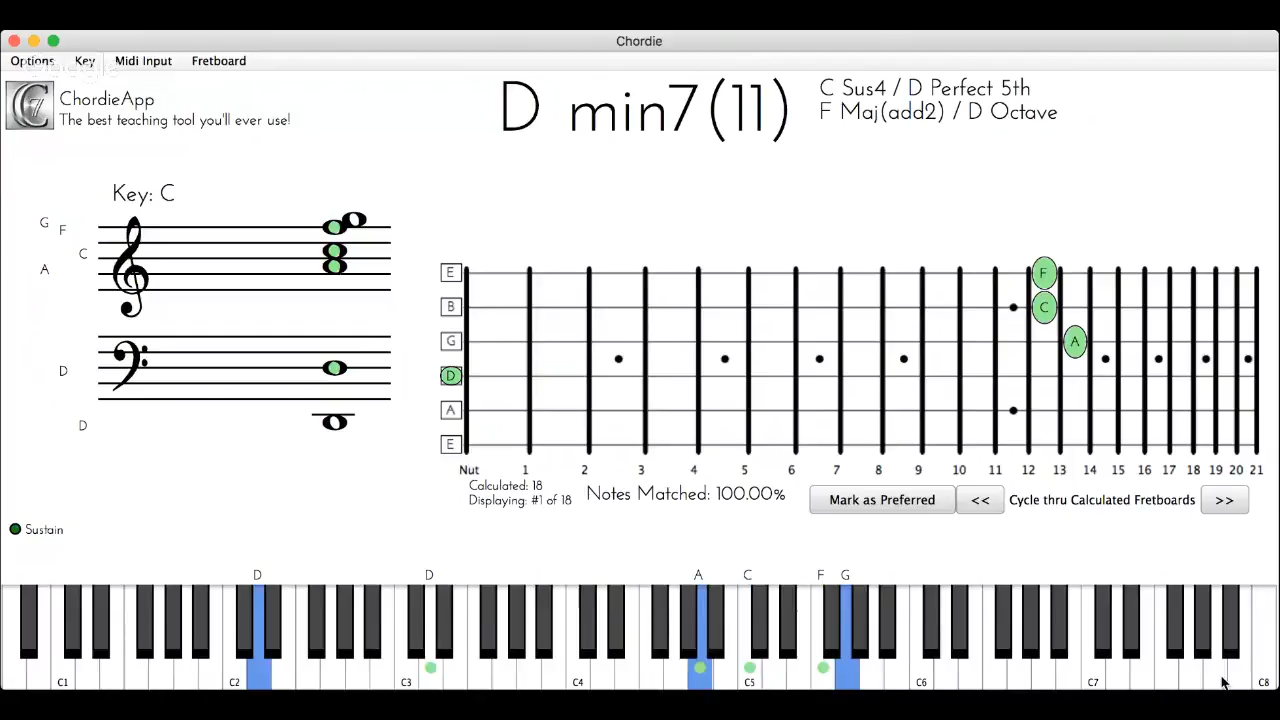 Chordie
Options Key Midi Input Fretboard
ChordieApp
The best teaching tool you'll ever use!
D min7(11)
C Sus4 / D Perfect 5th
F Maj(add2) / D Octave
Key: C
G
F
C
A
D
D
E
B
G
D
A
E
F
C
A
Nut 1 2 3 4 5 6 7 8 9 10 11 12 13 14 15 16 17 18 19 20 21
Calculated: 18
Displaying: #1 of 18
Notes Matched: 100.00%
Mark as Preferred << Cycle thru Calculated Fretboards >>
Sustain
D D A C F G
C1 C2 C3 C4 C5 C6 C7 C8